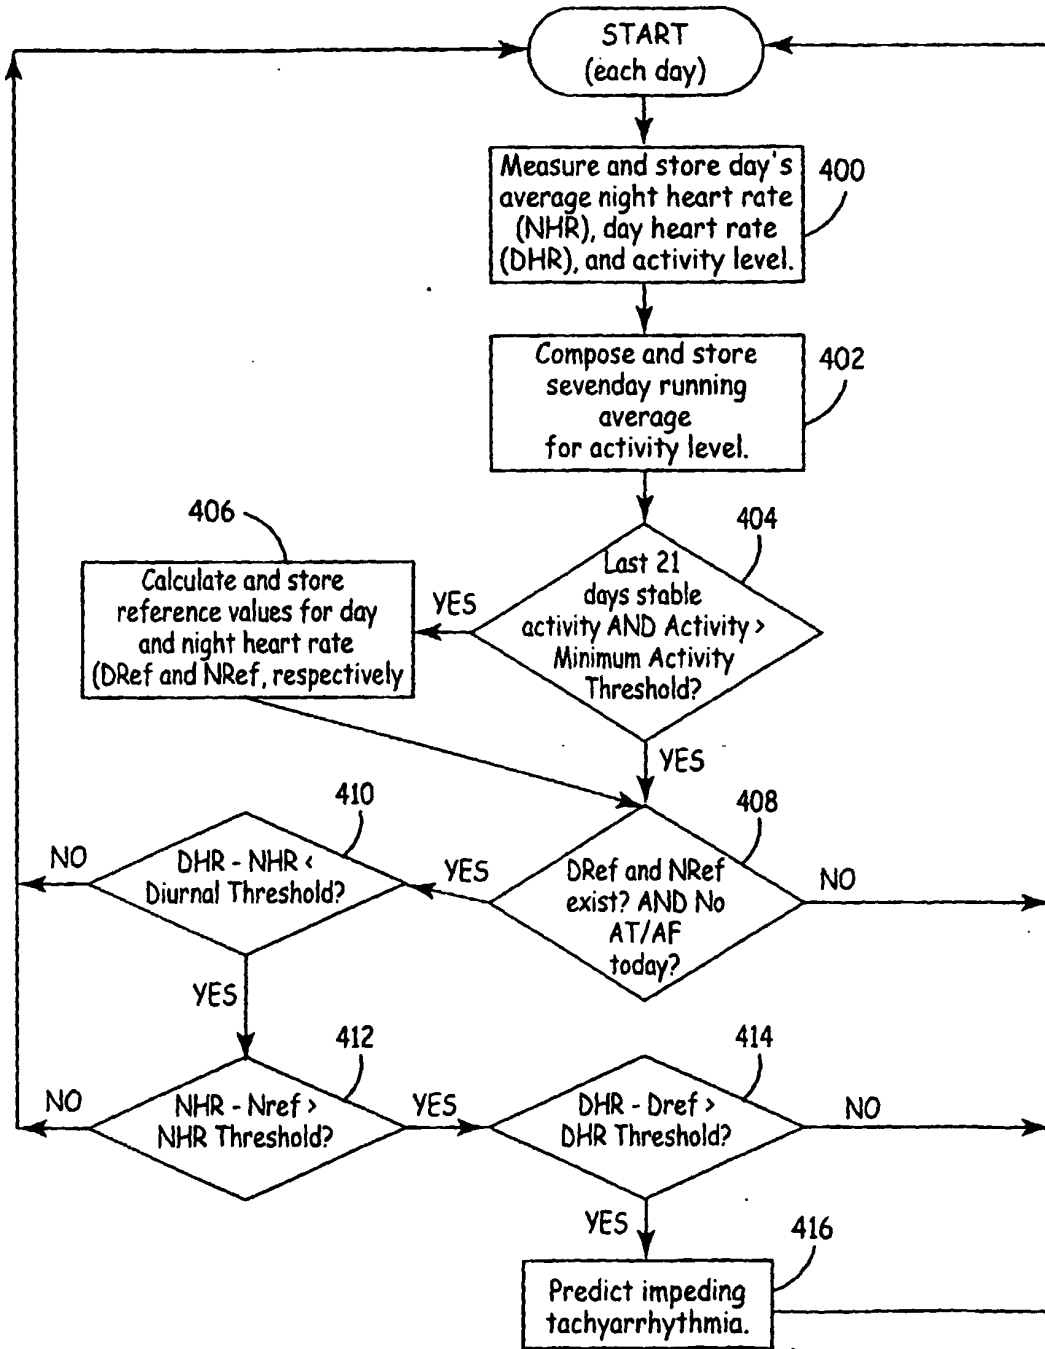 START
(each day)
Measure and store day's
average night heart rate
(NHR), day heart rate
(DHR), and activity level.
400
Compose and store
sevenday running
average
for activity level.
402
404
Last 21
days stable
activity AND Activity >
Minimum Activity
Threshold?
YES
406
Calculate and store
reference values for day
and night heart rate
(DRef and NRef, respectively
YES
408
DRef and NRef
exist? AND No
AT/AF
today?
NO
YES
410
DHR - NHR <
Diurnal Threshold?
NO
YES
412
NHR - Nref >
NHR Threshold?
NO
YES
414
DHR - Dref >
DHR Threshold?
NO
YES
416
Predict impeding
tachyarrhythmia.